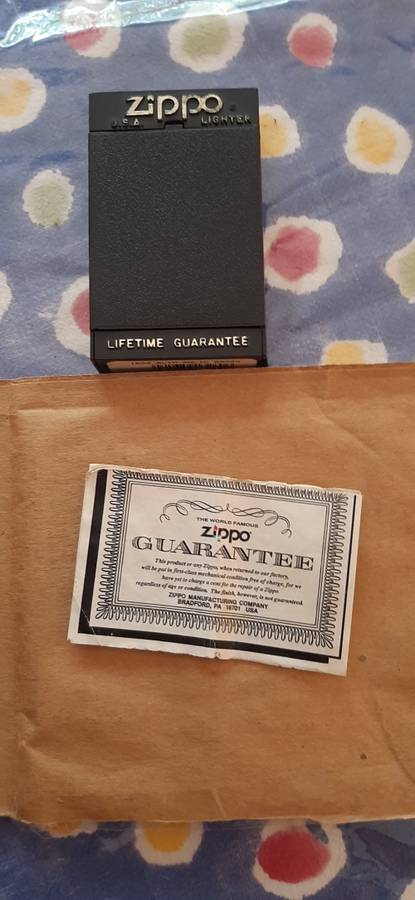 Zippo
U.S.A. LIGHTER
LIFETIME GUARANTEE
THE WORLD FAMOUS
Zippo
GUARANTEE
This product or any Zippo, when returned to our factory,
will be put in first-class mechanical condition free of charge, for we
have yet to charge a cent for the repair of a Zippo
regardless of age or condition. The finish, however, is not guaranteed.
ZIPPO MANUFACTURING COMPANY
BRADFORD, PA 16701 USA